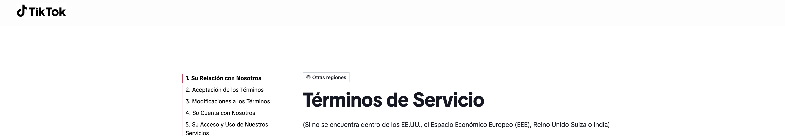 TikTok
1. Su Relación con Nosotros
2. Aceptación de los Términos
3. Modificaciones a los Términos
4. Su Cuenta con Nosotros
5. Su Acceso y Uso de Nuestros
Servicios
Otras regiones
Términos de Servicio
(Si no se encuentra dentro de los EE.UU., el Espacio Económico Europeo (EEE), Reino Unido Suiza o India)